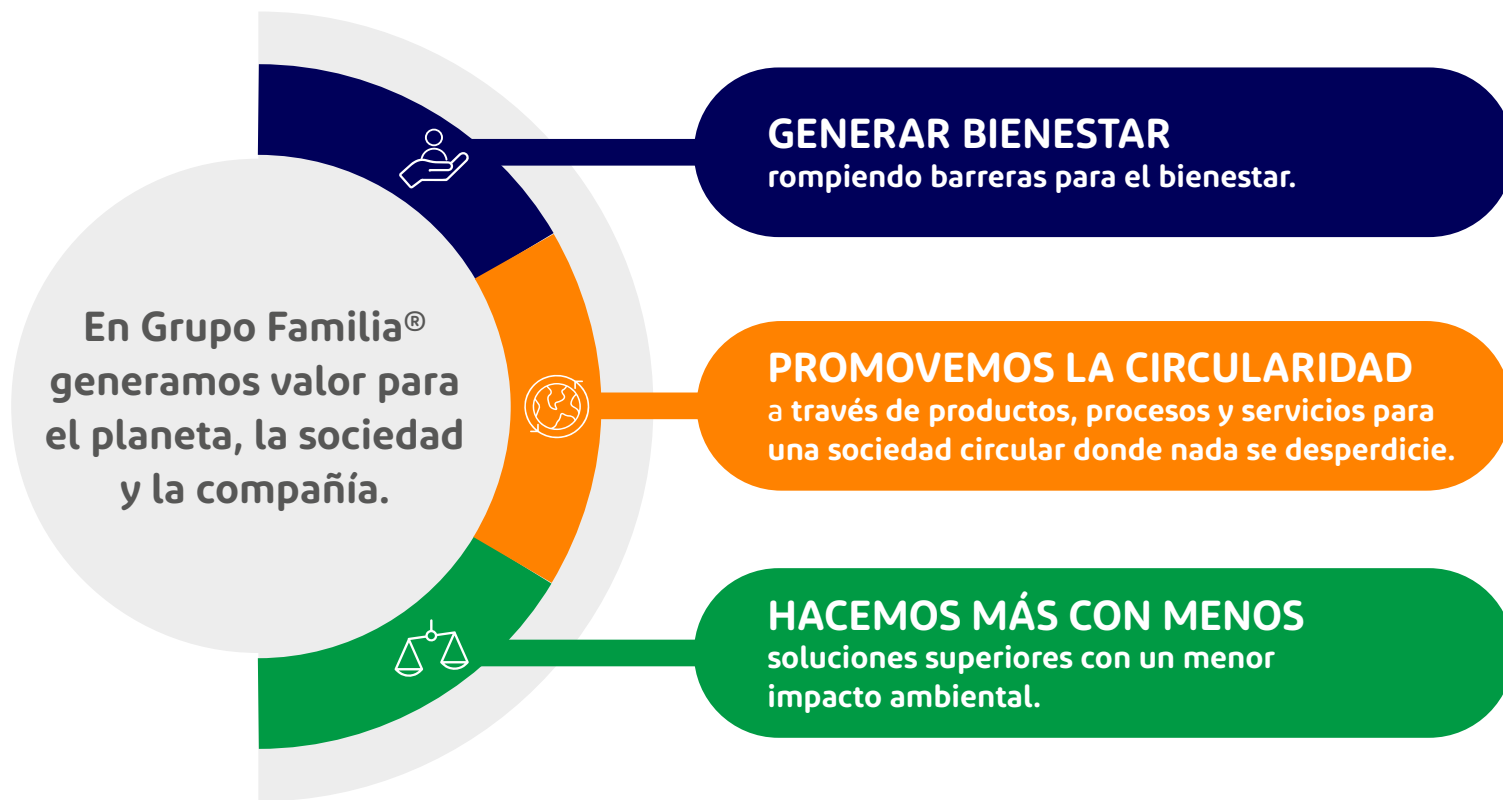 En Grupo Familia®
generamos valor para
el planeta, la sociedad
y la compañía.
GENERAR BIENESTAR
rompiendo barreras para el bienestar.
PROMOVEMOS LA CIRCULARIDAD
a través de productos, procesos y servicios para
una sociedad circular donde nada se desperdicie.
HACEMOS MÁS CON MENOS
soluciones superiores con un menor
impacto ambiental.